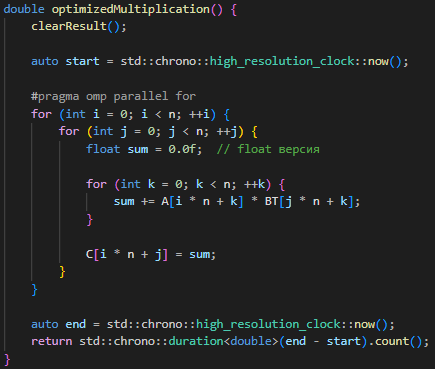 double optimizedMultiplication() {
    clearResult();

    auto start = std::chrono::high_resolution_clock::now();

    #pragma omp parallel for
    for (int i = 0; i < n; ++i) {
        for (int j = 0; j < n; ++j) {
            float sum = 0.0f;  // float версия

            for (int k = 0; k < n; ++k) {
                sum += A[i * n + k] * BT[j * n + k];
            }

            C[i * n + j] = sum;
        }
    }

    auto end = std::chrono::high_resolution_clock::now();
    return std::chrono::duration<double>(end - start).count();
}